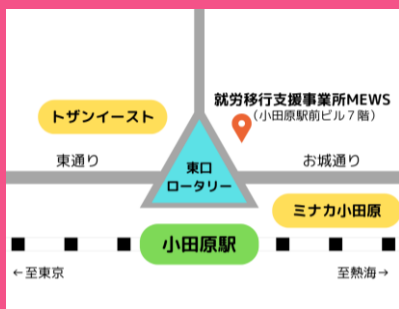 就労移行支援事業所MEWS
（小田原駅前ビル７階）
トザンイースト
東通り
お城通り
東口
ロータリー
ミナカ小田原
小田原駅
←至東京
至熱海→